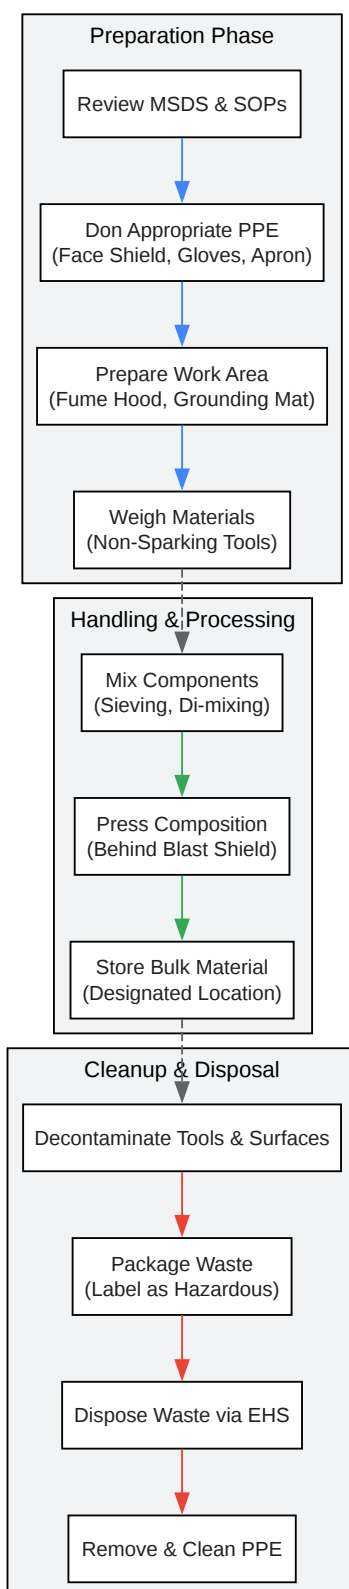 Preparation Phase
Review MSDS & SOPs
Don Appropriate PPE
(Face Shield, Gloves, Apron)
Prepare Work Area
(Fume Hood, Grounding Mat)
Weigh Materials
(Non-Sparking Tools)
Handling & Processing
Mix Components
(Sieving, Di-mixing)
Press Composition
(Behind Blast Shield)
Store Bulk Material
(Designated Location)
Cleanup & Disposal
Decontaminate Tools & Surfaces
Package Waste
(Label as Hazardous)
Dispose Waste via EHS
Remove & Clean PPE